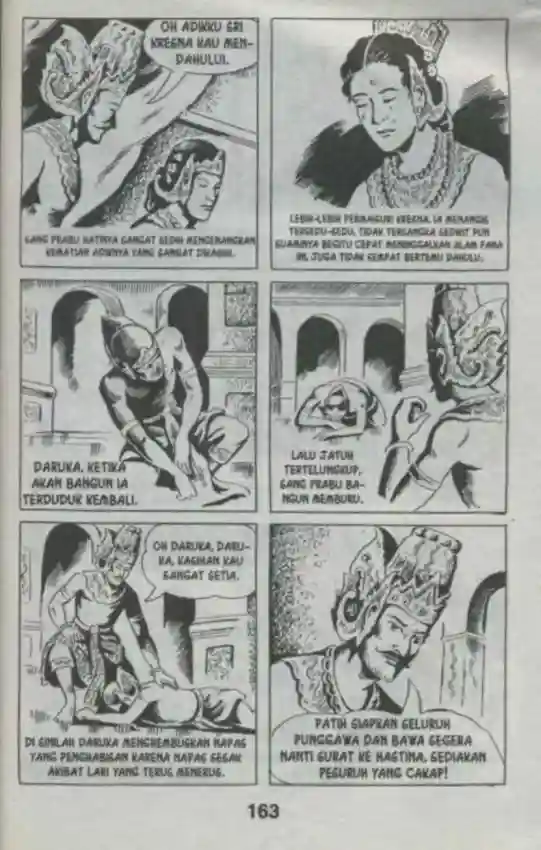 OH ADIKKU SRI
KRESNA KAU MEN-
DAHULUI.
SANG PRABU HATINYA SANGAT SEDIH MENGENANGKAN
KEMATIAN ADIKNYA YANG SANGAT DIKASIHI.
LEBIH-LEBIH PERMAISURI KRESNA. IA MENANGIS
TERSEDU-SEDU, TIDAK TERSANGKA SEDIKIT PUN
SUAMINYA BEGITU CEPAT MENINGGALKAN ALAM FANA
INI, JUGA TIDAK SEMPAT BERTEMU DAHULU.
DARUKA, KETIKA
AKAN BANGUN IA
TERDUDUK KEMBALI.
LALU JATUH
TERTELUNGKUP.
SANG PRABU BA-
NGUN MEMBURU.
OH DARUKA, DARU-
KA, KASIHAN KAU
SANGAT SETIA.
DI SINILAH DARUKA MENGHEMBUSKAN NAPAS
YANG PENGHABISAN KARENA NAPAS SESAK
AKIBAT LARI YANG TERUS MENERUS.
PATIH SIAPKAN SELURUH
PUNGGAWA DAN BAWA SEGERA
NANTI SURAT KE HASTINA. SEDIAKAN
PESURUH YANG CAKAP!
163